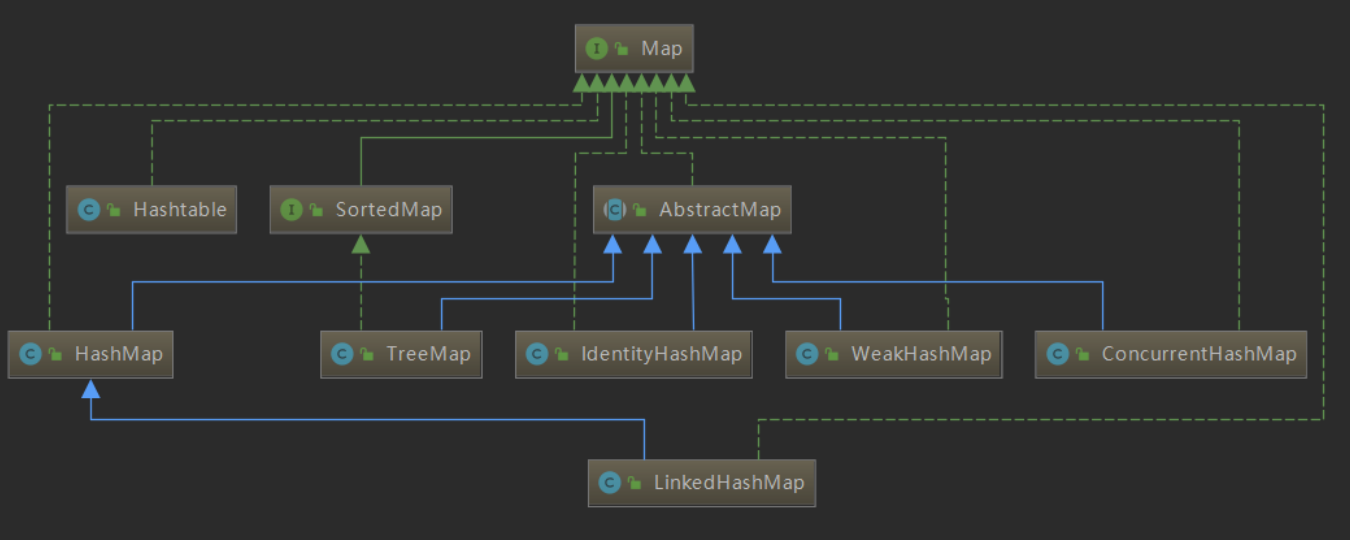 I Map
C Hashtable
I SortedMap
C AbstractMap
C HashMap
C TreeMap
C IdentityHashMap
C WeakHashMap
C ConcurrentHashMap
C LinkedHashMap